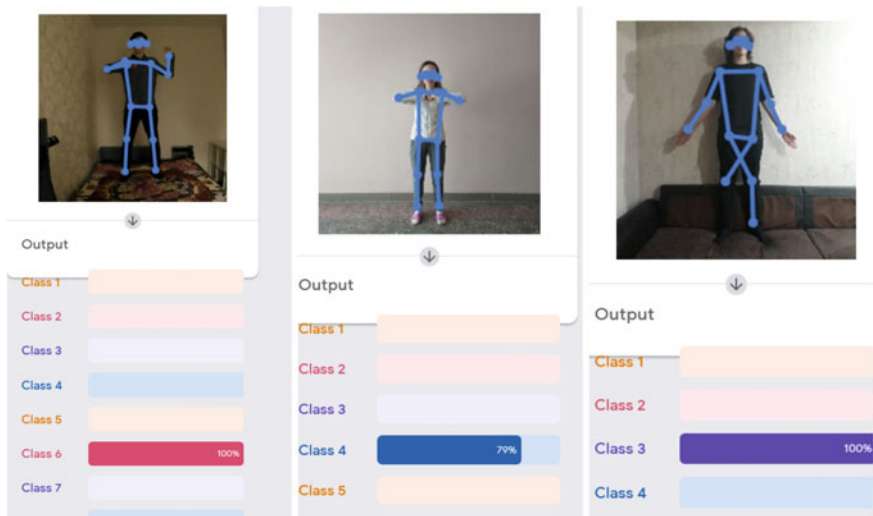 Output
Class 1
Class 2
Class 3
Class 4
Class 5
Class 6 100%
Class 7
Output
Class 1
Class 2
Class 3
Class 4 79%
Class 5
Output
Class 1
Class 2
Class 3 100%
Class 4